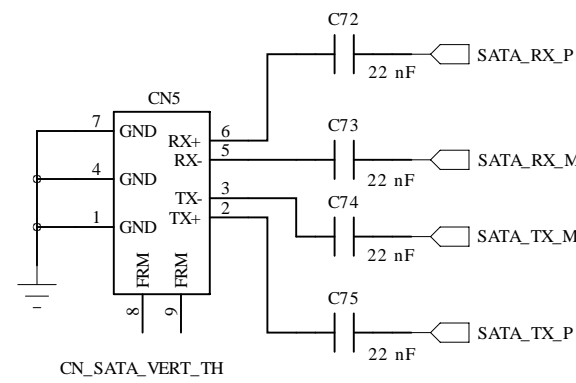 C72
22 nF
SATA_RX_P
CN5
7
GND
RX+
6
C73
RX-
5
22 nF
SATA_RX_M
4
GND
TX-
3
C74
TX+
2
1
GND
22 nF
SATA_TX_M
FRM
FRM
8
9
C75
22 nF
SATA_TX_P
CN_SATA_VERT_TH